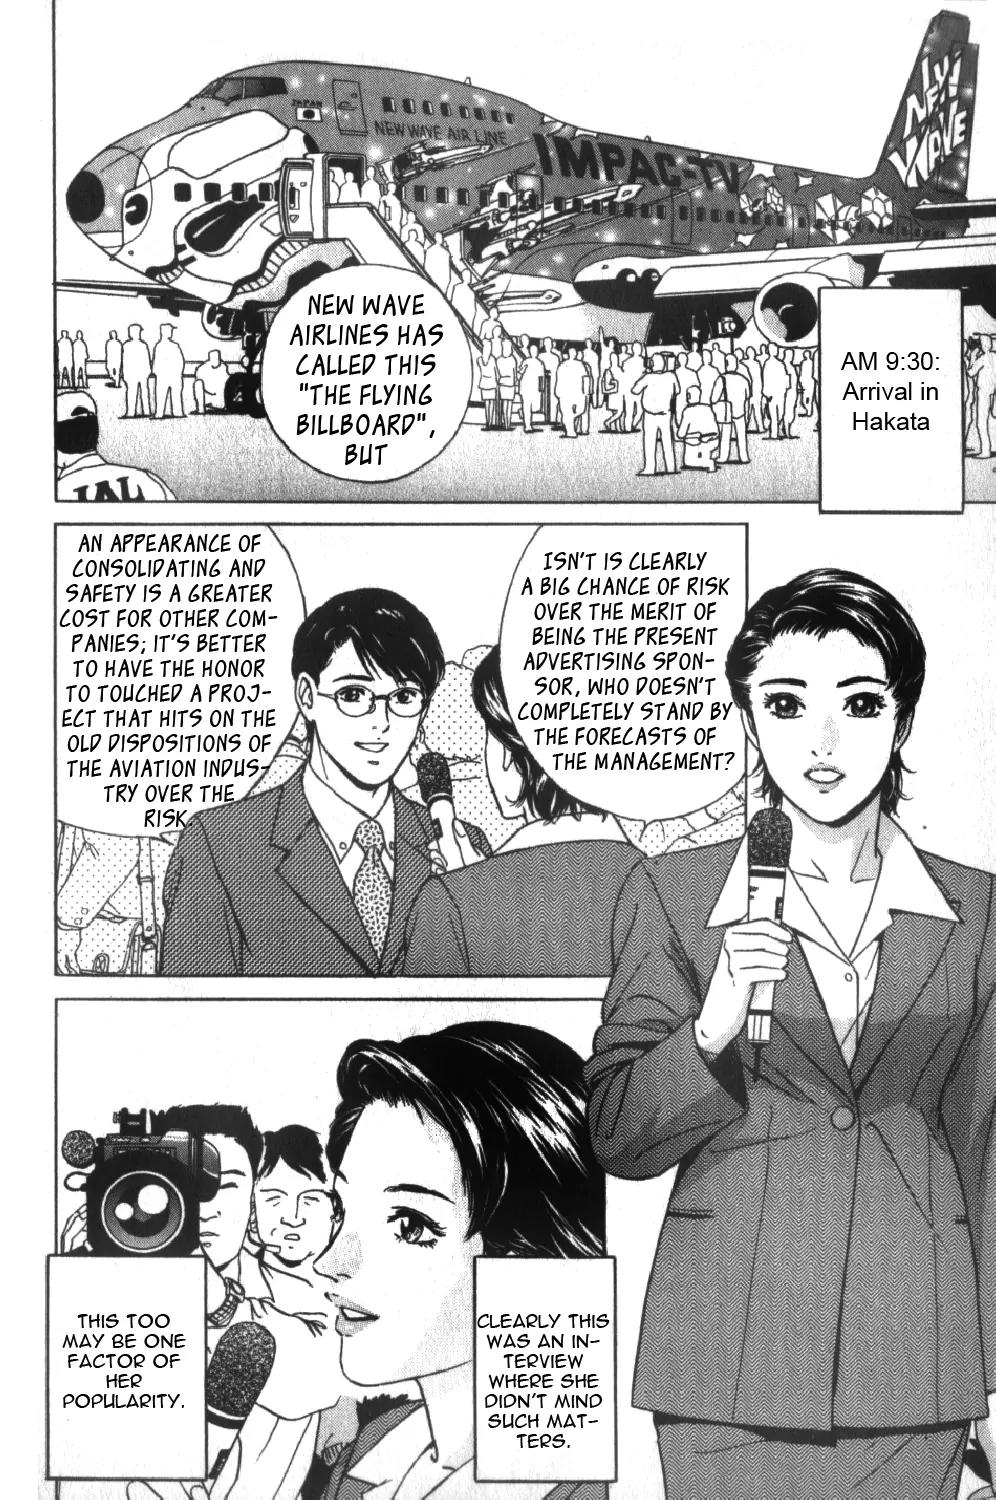 JAPAN
NEW WAVE AIR LINE
IMPAC-TV
NEW
WAVE
AM 9:30:
Arrival in
Hakata
NEW WAVE
AIRLINES HAS
CALLED THIS
"THE FLYING
BILLBOARD",
BUT
JAL
ISN'T IS CLEARLY
A BIG CHANCE OF RISK
OVER THE MERIT OF
BEING THE PRESENT
ADVERTISING SPON-
SOR, WHO DOESN'T
COMPLETELY STAND BY
THE FORECASTS OF
THE MANAGEMENT?
AN APPEARANCE OF
CONSOLIDATING AND
SAFETY IS A GREATER
COST FOR OTHER COM-
PANIES; IT'S BETTER
TO HAVE THE HONOR
TO TOUCHED A PROJ-
ECT THAT HITS ON THE
OLD DISPOSITIONS OF
THE AVIATION INDUS-
TRY OVER THE
RISK.
CLEARLY THIS
WAS AN IN-
TERVIEW
WHERE SHE
DIDN'T MIND
SUCH MAT-
TERS.
THIS TOO
MAY BE ONE
FACTOR OF
HER
POPULARITY.